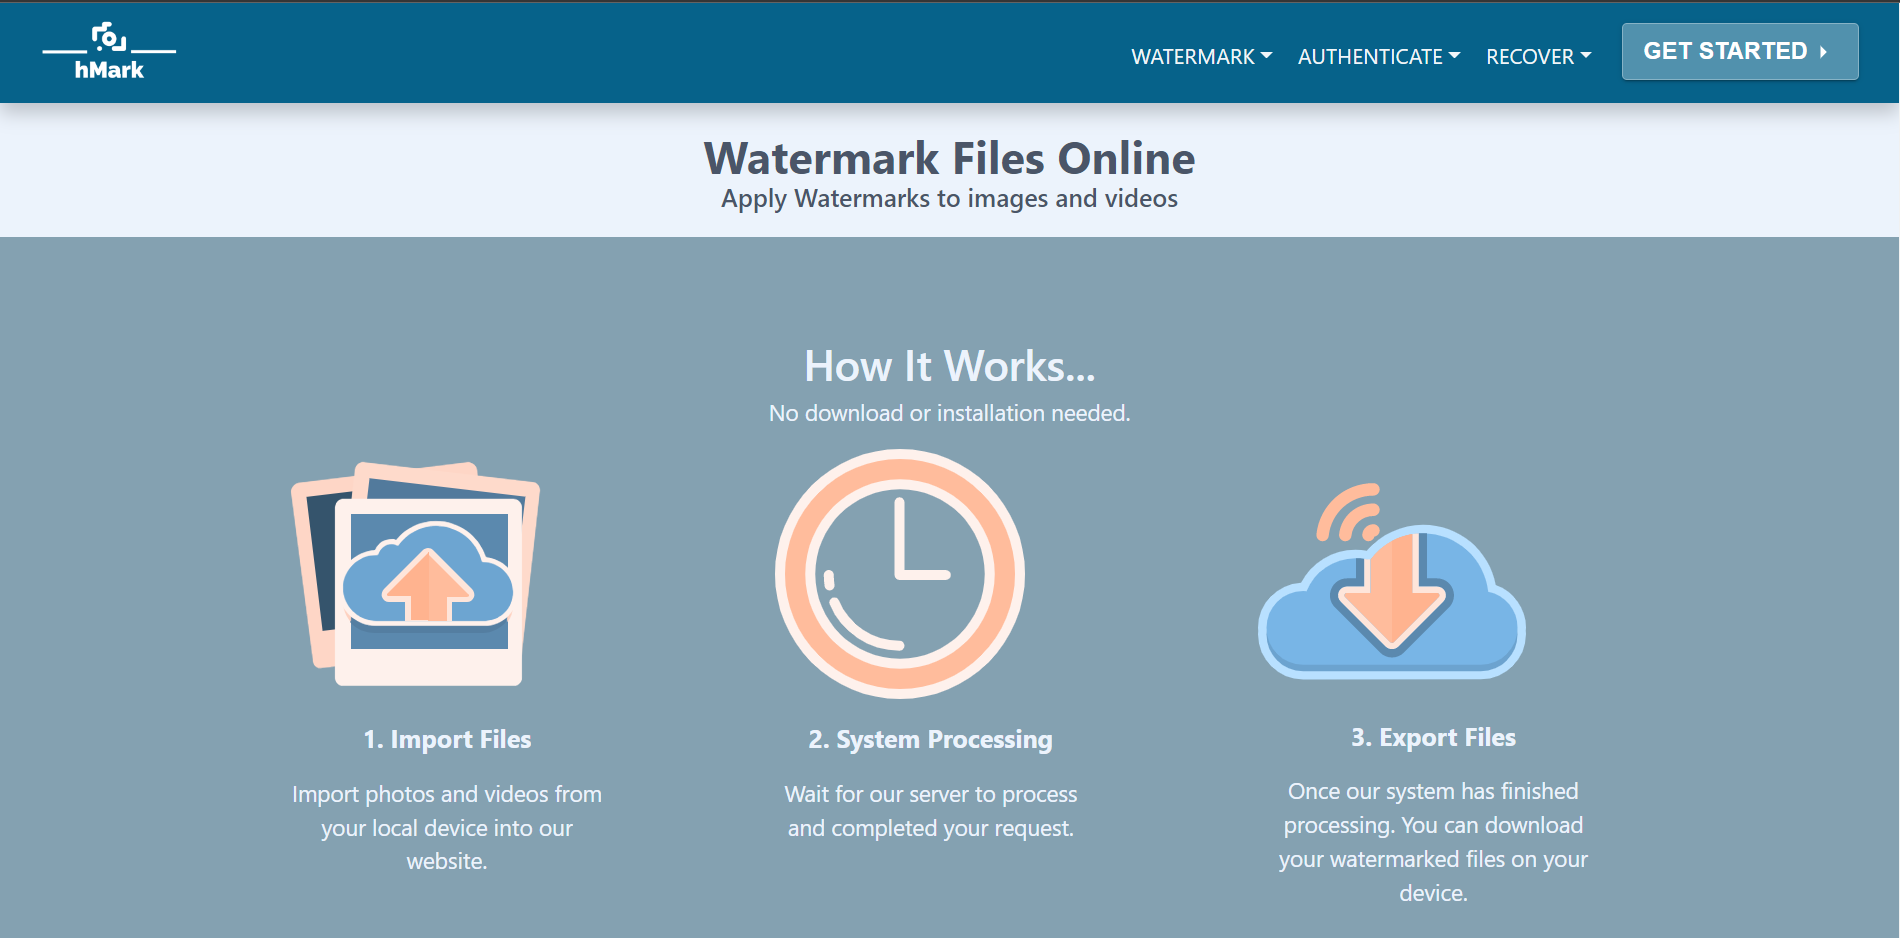 hMark
WATERMARK
AUTHENTICATE
RECOVER
GET STARTED
Watermark Files Online
Apply Watermarks to images and videos
How It Works...
No download or installation needed.
1. Import Files
Import photos and videos from
your local device into our
website.
2. System Processing
Wait for our server to process
and completed your request.
3. Export Files
Once our system has finished
processing. You can download
your watermarked files on your
device.